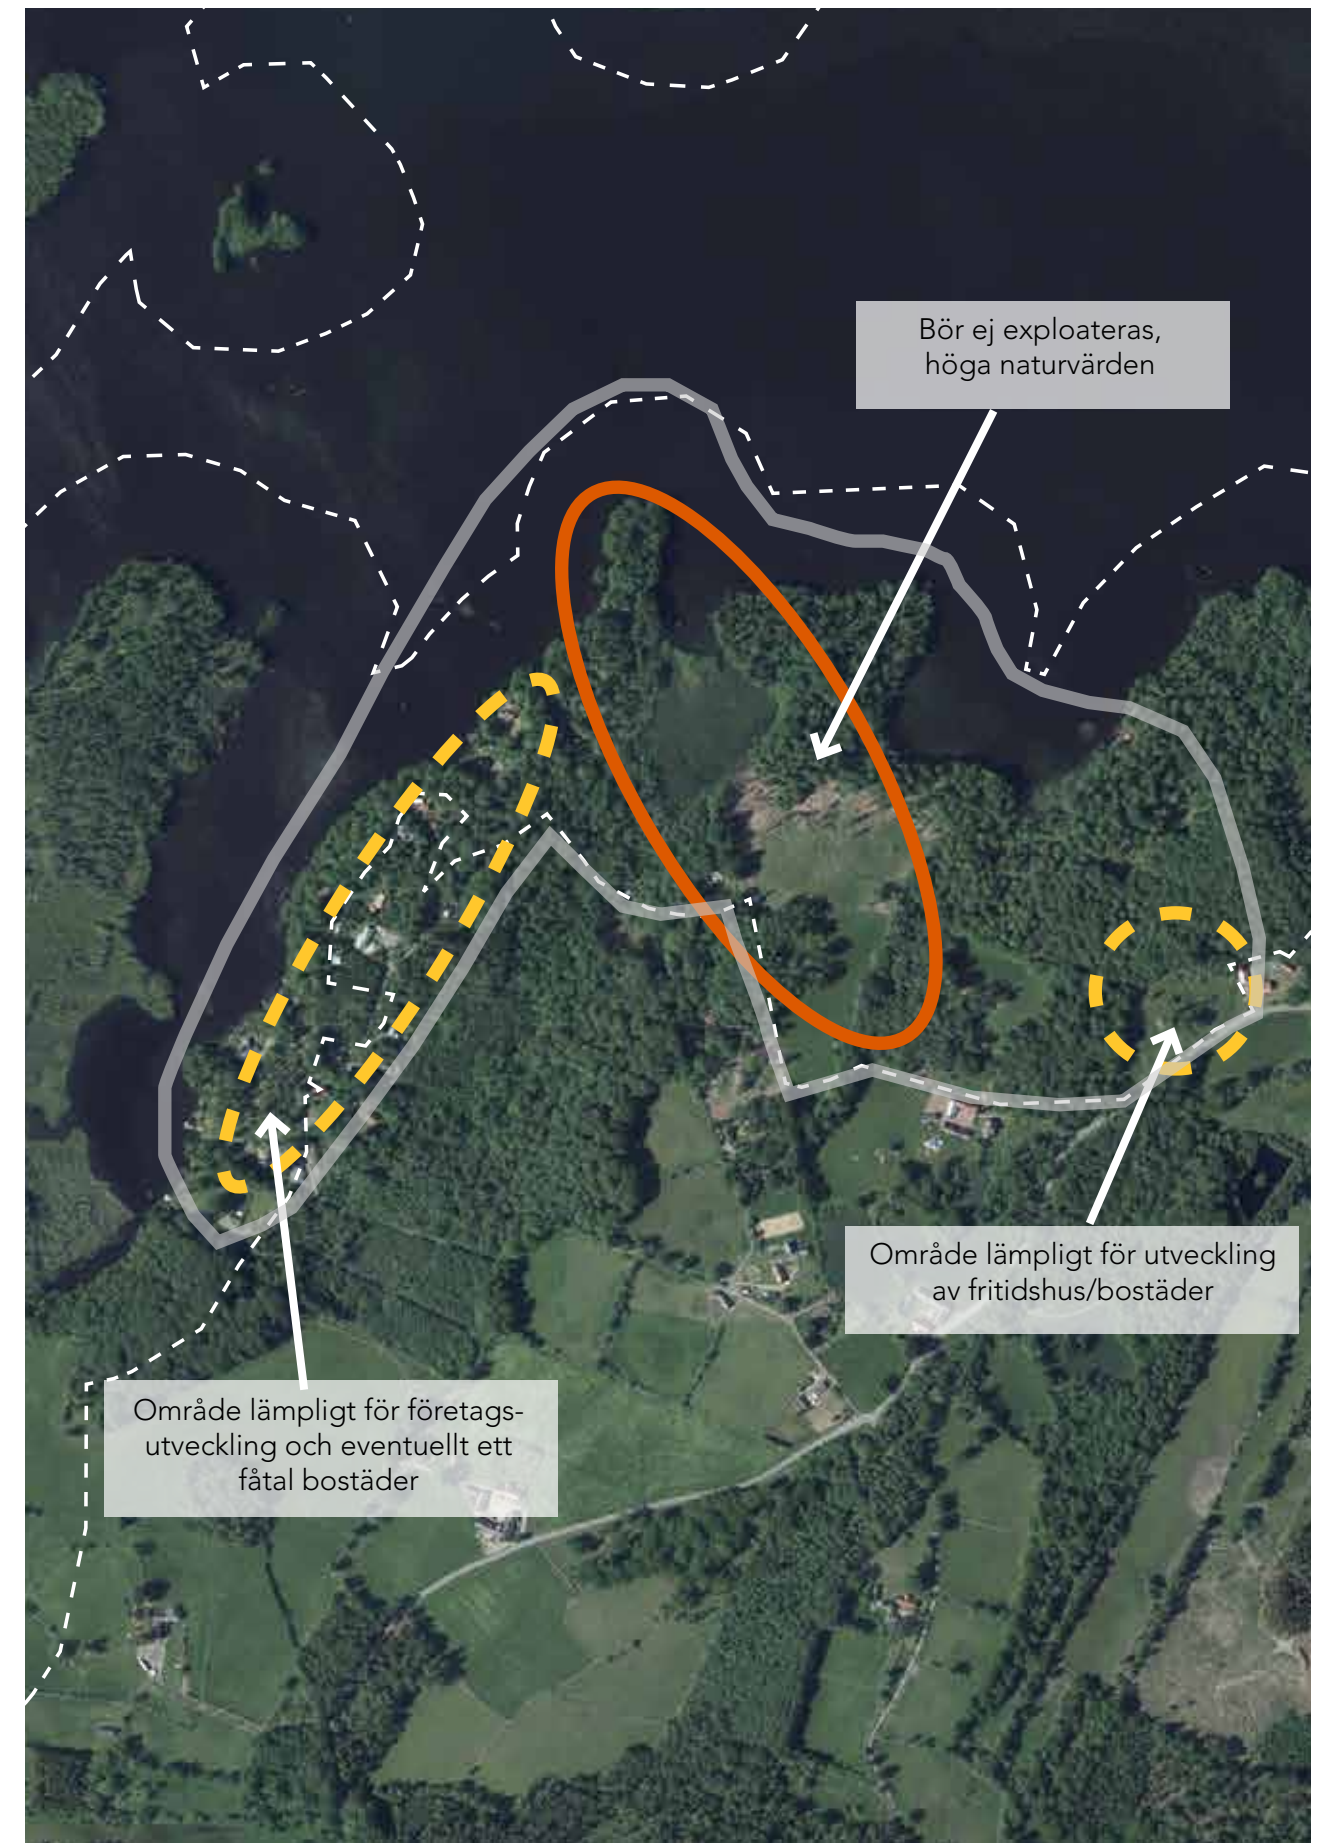 Bör ej exploateras,
höga naturvärden
Område lämpligt för utveckling
av fritidshus/bostäder
Område lämpligt för företags-
utveckling och eventuellt ett
fåtal bostäder